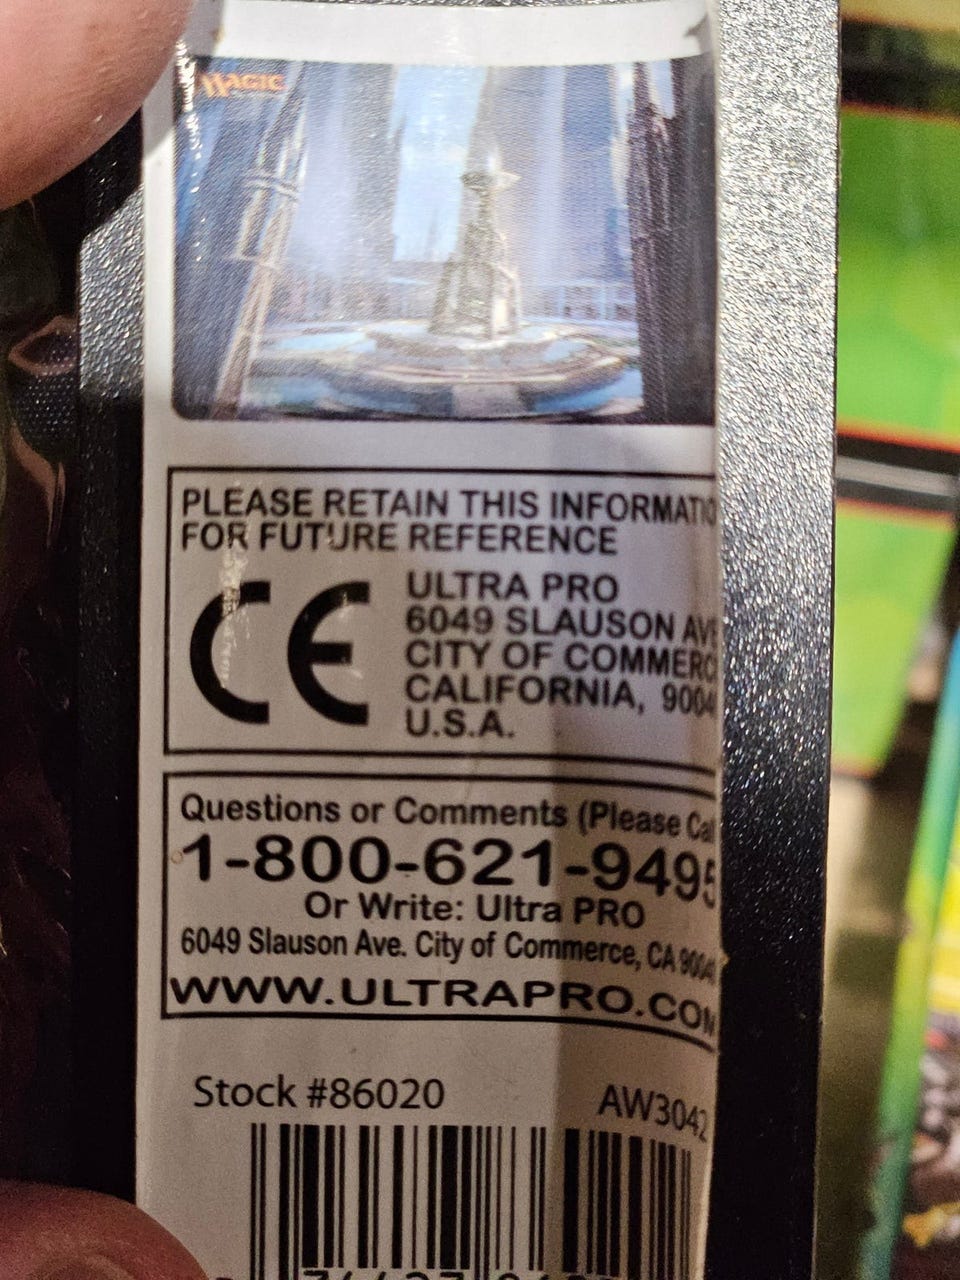 MAGIC
PLEASE RETAIN THIS INFORMATIO
FOR FUTURE REFERENCE
CE
ULTRA PRO
6049 SLAUSON AVE
CITY OF COMMERC
CALIFORNIA, 9004
U.S.A.
Questions or Comments (Please Cal
1-800-621-9495
Or Write: Ultra PRO
6049 Slauson Ave. City of Commerce, CA 9004
WWW.ULTRAPRO.COM
Stock #86020
AW3042